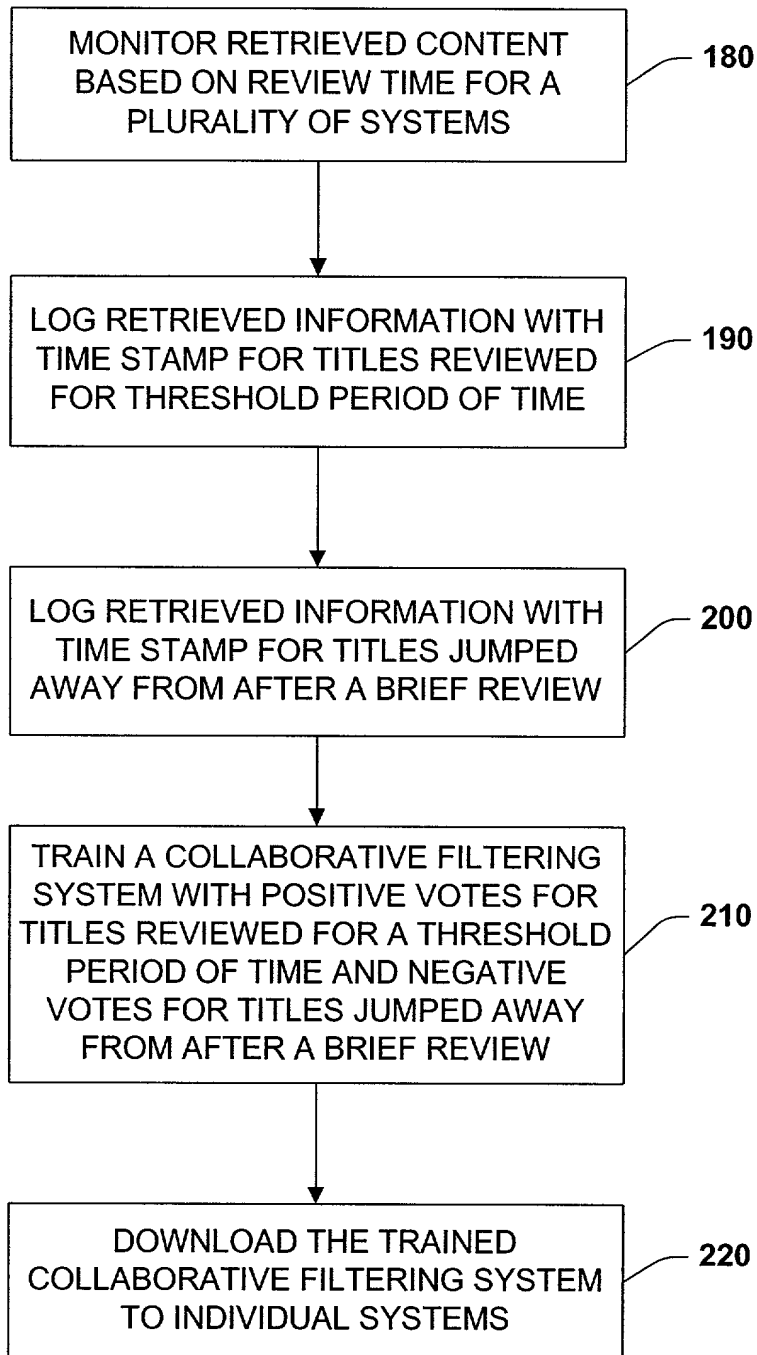 MONITOR RETRIEVED CONTENT
BASED ON REVIEW TIME FOR A
PLURALITY OF SYSTEMS
180
LOG RETRIEVED INFORMATION WITH
TIME STAMP FOR TITLES REVIEWED
FOR THRESHOLD PERIOD OF TIME
190
LOG RETRIEVED INFORMATION WITH
TIME STAMP FOR TITLES JUMPED
AWAY FROM AFTER A BRIEF REVIEW
200
TRAIN A COLLABORATIVE FILTERING
SYSTEM WITH POSITIVE VOTES FOR
TITLES REVIEWED FOR A THRESHOLD
PERIOD OF TIME AND NEGATIVE
VOTES FOR TITLES JUMPED AWAY
FROM AFTER A BRIEF REVIEW
210
DOWNLOAD THE TRAINED
COLLABORATIVE FILTERING SYSTEM
TO INDIVIDUAL SYSTEMS
220